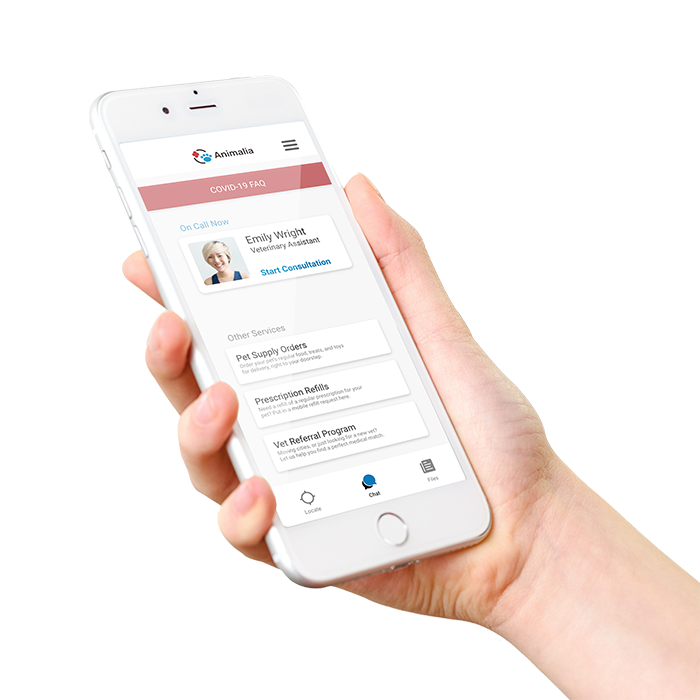 Animalia
COVID-19 FAQ
On Call Now
Emily Wright
Veterinary Assistant
Start Consultation
Other Services
Pet Supply Orders
Order your pet's regular food, treats, and toys
for delivery, right to your doorstep.
Prescription Refills
Need a refill of a regular prescription for your
pet? Put in a mobile refill request here.
Vet Referral Program
Moving cities, or just looking for a new vet?
Let us help you find a perfect medical match.
Locate
Chat
Files